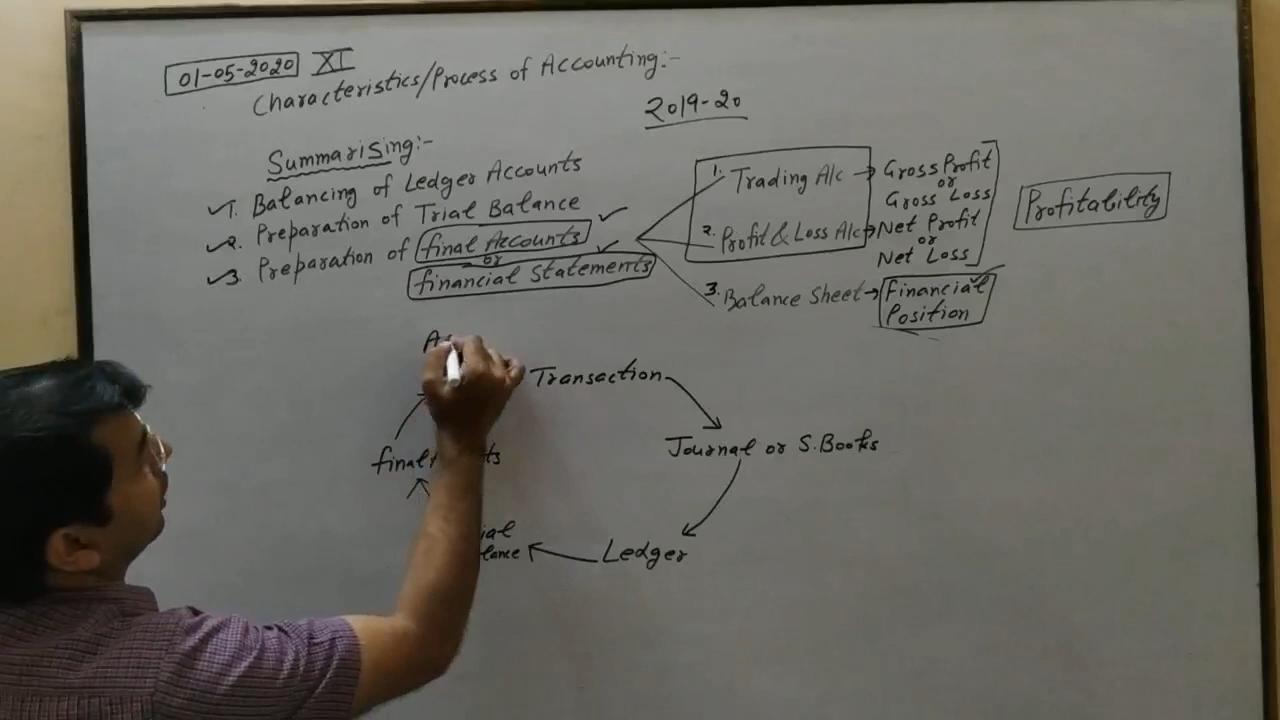 01-05-2020 XI
Characteristics/Process of Accounting:-
2019-20
Summarising:-
1. Balancing of Ledger Accounts
2. Preparation of Trial Balance
3. Preparation of final Accounts
or
financial Statements
1. Trading A/c → Gross Profit
or
Gross Loss
2. Profit & Loss A/c → Net Profit
or
Net Loss
Profitability
3. Balance Sheet → Financial
Position
Transaction
Journal or S.Books
final
Ledger